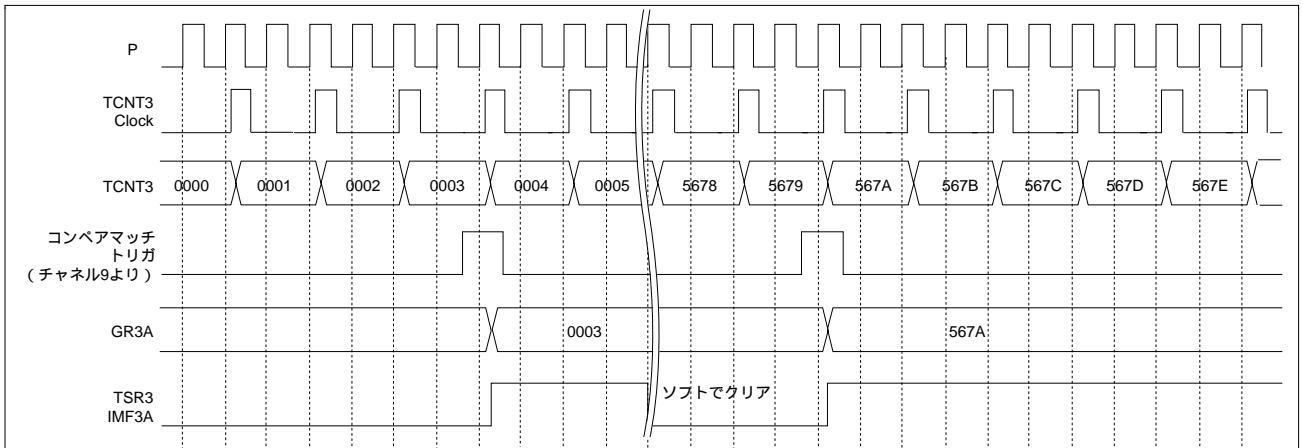 P
TCNT3
Clock
TCNT3
0000 0001 0002 0003 0004 0005 5678 5679 567A 567B 567C 567D 567E
コンペアマッチ
トリガ
（チャネル9より）
GR3A
0003 567A
TSR3
IMF3A
ソフトでクリア